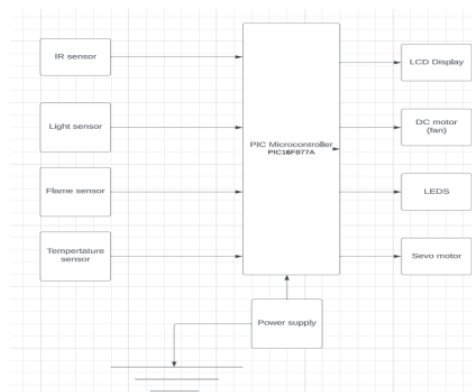 IR sensor
Light sensor
Flame sensor
Tempertature
sensor
PIC Microcontroller
PIC16F877A
LCD Display
DC motor
(fan)
LEDS
Sevo motor
Power supply